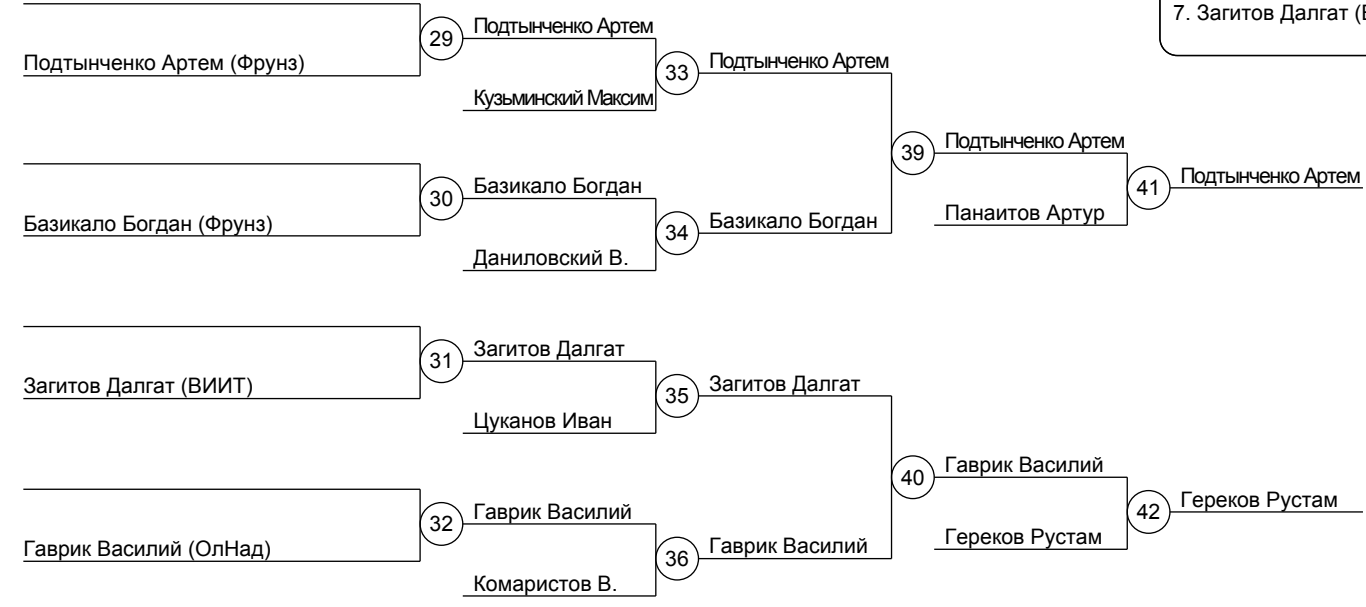 7. Загитов Далгат (
29
Подтынченко Артем
Подтынченко Артем (Фрунз)
33
Подтынченко Артем
Кузьминский Максим
39
Подтынченко Артем
30
Базикало Богдан
41
Подтынченко Артем
Базикало Богдан (Фрунз)
34
Базикало Богдан
Панаитов Артур
Даниловский В.
31
Загитов Далгат
Загитов Далгат (ВИИТ)
35
Загитов Далгат
Цуканов Иван
40
Гаврик Василий
32
Гаврик Василий
42
Гереков Рустам
Гаврик Василий (ОлНад)
36
Гаврик Василий
Гереков Рустам
Комаристов В.